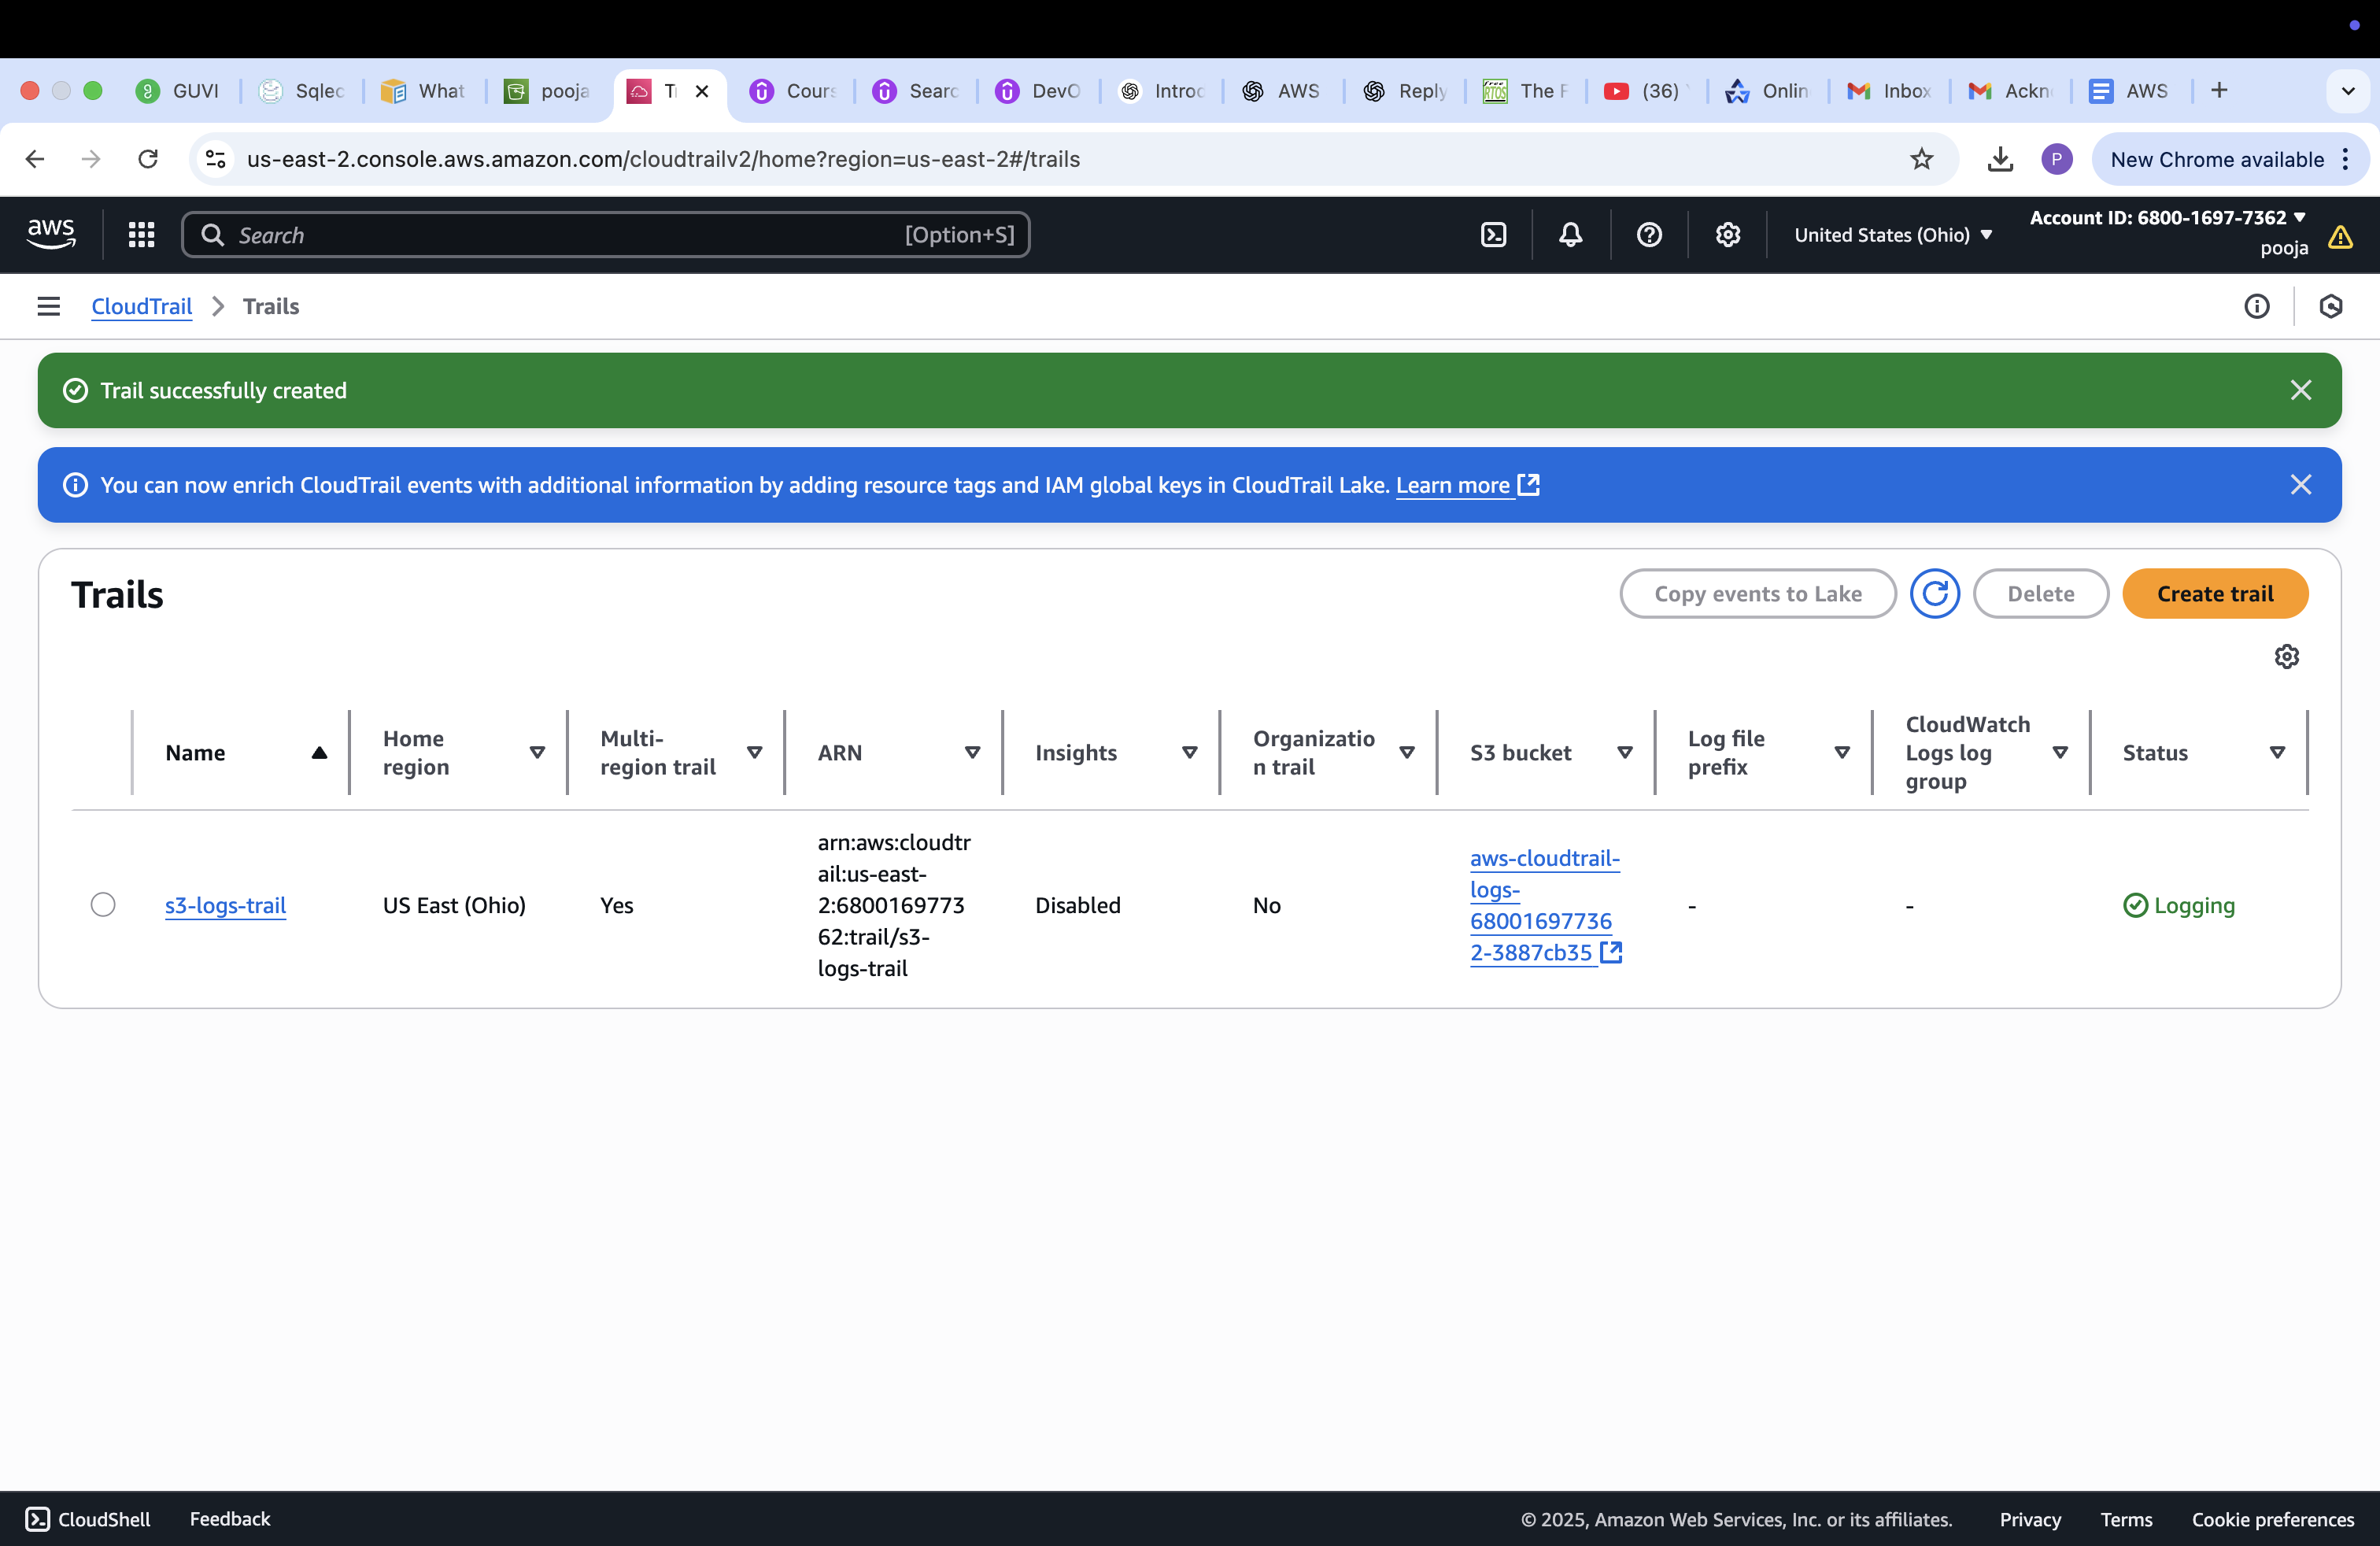 GUVI
Sqlec
What
pooja
T
Cours
Searc
DevO
Introc
AWS
Reply
The F
(36)
Onlin
Inbox
Ackn
AWS
us-east-2.console.aws.amazon.com/cloudtrailv2/home?region=us-east-2#/trails
P
New Chrome available
aws
Search
[Option+S]
United States (Ohio)
Account ID: 6800-1697-7362
pooja
CloudTrail
Trails
Trail successfully created
You can now enrich CloudTrail events with additional information by adding resource tags and IAM global keys in CloudTrail Lake. Learn more
Trails
Copy events to Lake
Delete
Create trail
Name
Home
region
Multi-
region trail
ARN
Insights
Organizatio
n trail
S3 bucket
Log file
prefix
CloudWatch
Logs log
group
Status
s3-logs-trail
US East (Ohio)
Yes
arn:aws:cloudtr
ail:us-east-
2:6800169773
62:trail/s3-
logs-trail
Disabled
No
aws-cloudtrail-
logs-
68001697736
2-3887cb35
-
-
Logging
CloudShell
Feedback
© 2025, Amazon Web Services, Inc. or its affiliates.
Privacy
Terms
Cookie preferences